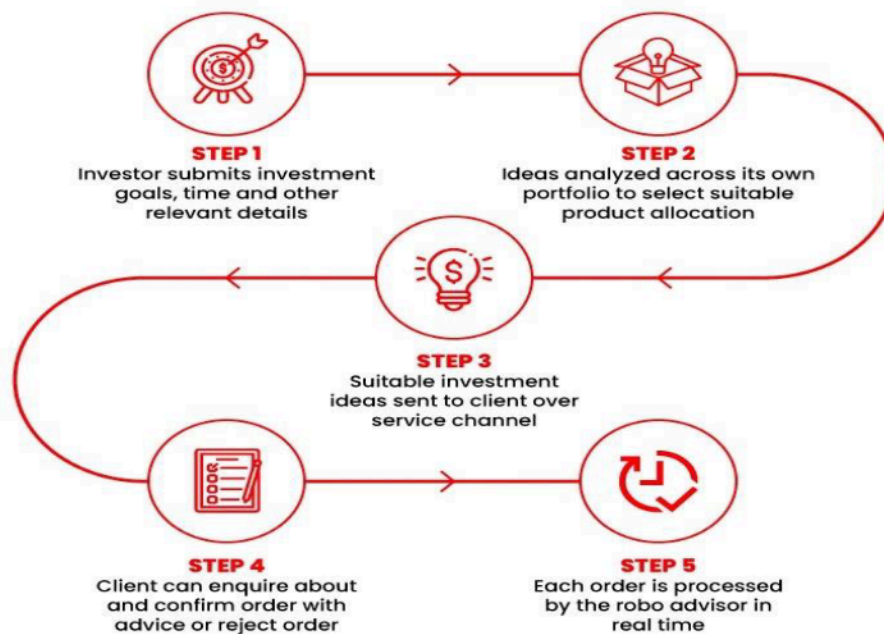 STEP 1
Investor submits investment
goals, time and other
relevant details
STEP 2
Ideas analyzed across its own
portfolio to select suitable
product allocation
STEP 3
Suitable investment
ideas sent to client over
service channel
STEP 4
Client can enquire about
and confirm order with
advice or reject order
STEP 5
Each order is processed
by the robo advisor in
real time